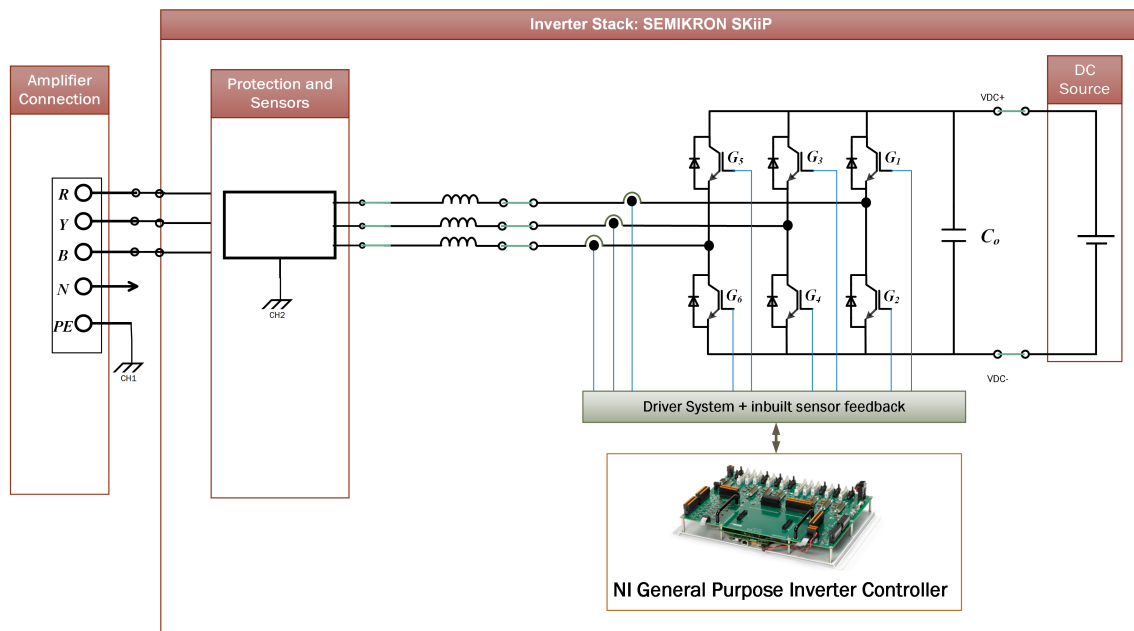 Inverter Stack: SEMIKRON SKiiP
Amplifier
Connection
Protection and
Sensors
DC
Source
VDC+
G5
G3
G1
R
Y
B
N
PE
CH1
CH2
Co
G6
G4
G2
VDC-
Driver System + inbuilt sensor feedback
NI General Purpose Inverter Controller